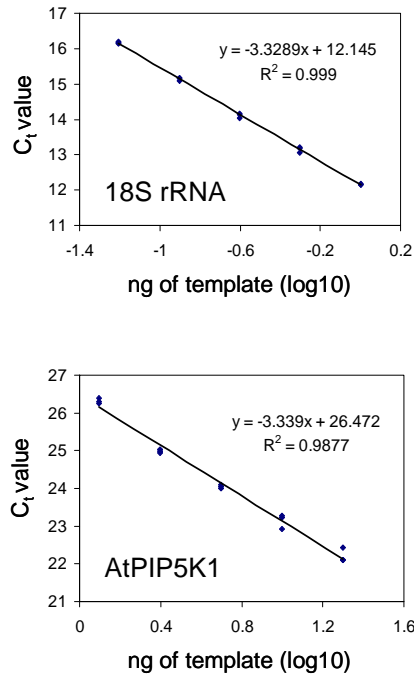 17
16
15
14
13
12
11
C_t value
y = -3.3289x + 12.145
R² = 0.999
18S rRNA
-1.4 -1 -0.6 -0.2 0.2
ng of template (log10)
27
26
25
24
23
22
21
C_t value
y = -3.339x + 26.472
R² = 0.9877
AtPIP5K1
0 0.4 0.8 1.2 1.6
ng of template (log10)